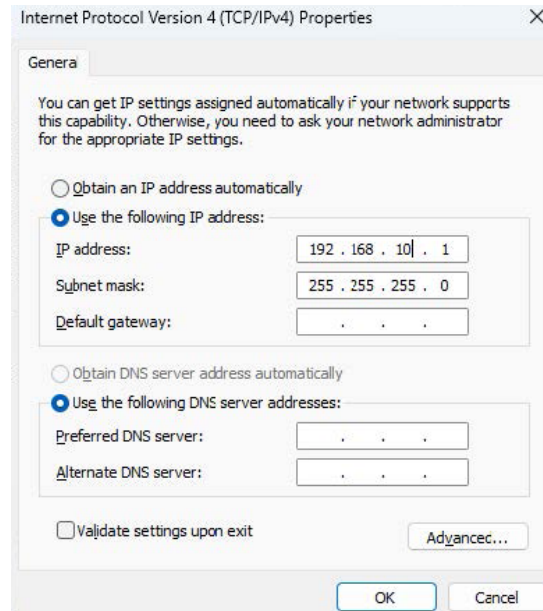 Internet Protocol Version 4 (TCP/IPv4) Properties
General
You can get IP settings assigned automatically if your network supports
this capability. Otherwise, you need to ask your network administrator
for the appropriate IP settings.
Obtain an IP address automatically
Use the following IP address:
IP address: 192 . 168 . 10 . 1
Subnet mask: 255 . 255 . 255 . 0
Default gateway: . . .
Obtain DNS server address automatically
Use the following DNS server addresses:
Preferred DNS server: . . .
Alternate DNS server: . . .
Validate settings upon exit
Advanced...
OK Cancel